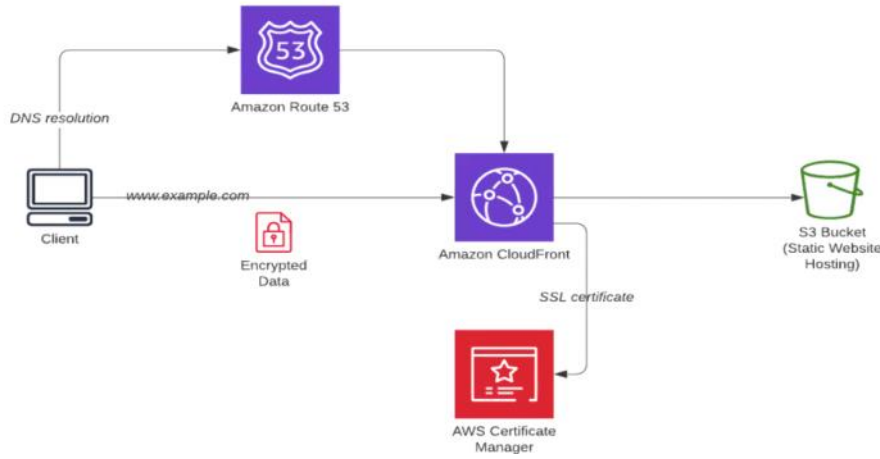 53
Amazon Route 53
DNS resolution
www.example.com
Client
Encrypted
Data
Amazon CloudFront
S3 Bucket
(Static Website
Hosting)
SSL certificate
AWS Certificate
Manager